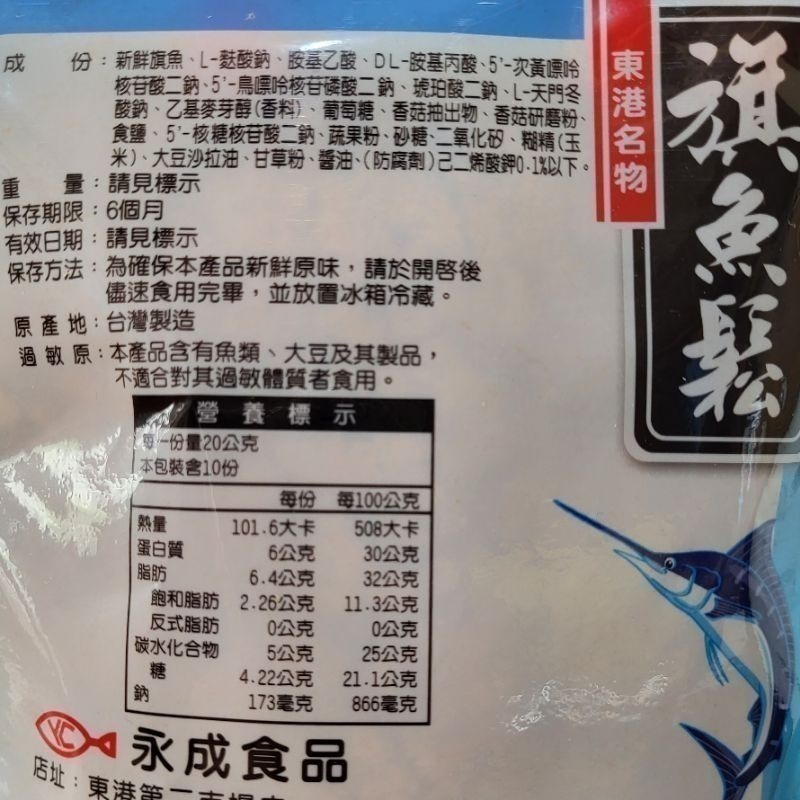 成　份：新鮮旗魚、L-麩酸鈉、胺基乙酸、DL-胺基丙酸、5'-次黃嘌呤
核苷酸二鈉、5'-鳥嘌呤核苷磷酸二鈉、琥珀酸二鈉、L-天門冬
酸鈉、乙基麥芽醇(香料)、葡萄糖、香菇抽出物、香菇研磨粉、
食鹽、5'-核糖核苷酸二鈉、蔬果粉、砂糖、二氧化矽、糊精(玉
米)、大豆沙拉油、甘草粉、醬油、(防腐劑)己二烯酸鉀0.1%以下。
重　量：請見標示
保存期限：6個月
有效日期：請見標示
保存方法：為確保本產品新鮮原味，請於開啓後
儘速食用完畢，並放置冰箱冷藏。
原產地：台灣製造
過敏原：本產品含有魚類、大豆及其製品，
不適合對其過敏體質者食用。
營養標示
每一份量20公克
本包裝含10份
每份 每100公克
熱量 101.6大卡 508大卡
蛋白質 6公克 30公克
脂肪 6.4公克 32公克
飽和脂肪 2.26公克 11.3公克
反式脂肪 0公克 0公克
碳水化合物 5公克 25公克
糖 4.22公克 21.1公克
鈉 173毫克 866毫克
YC 永成食品
店址：東港第二市場
東港名物
旗魚鬆